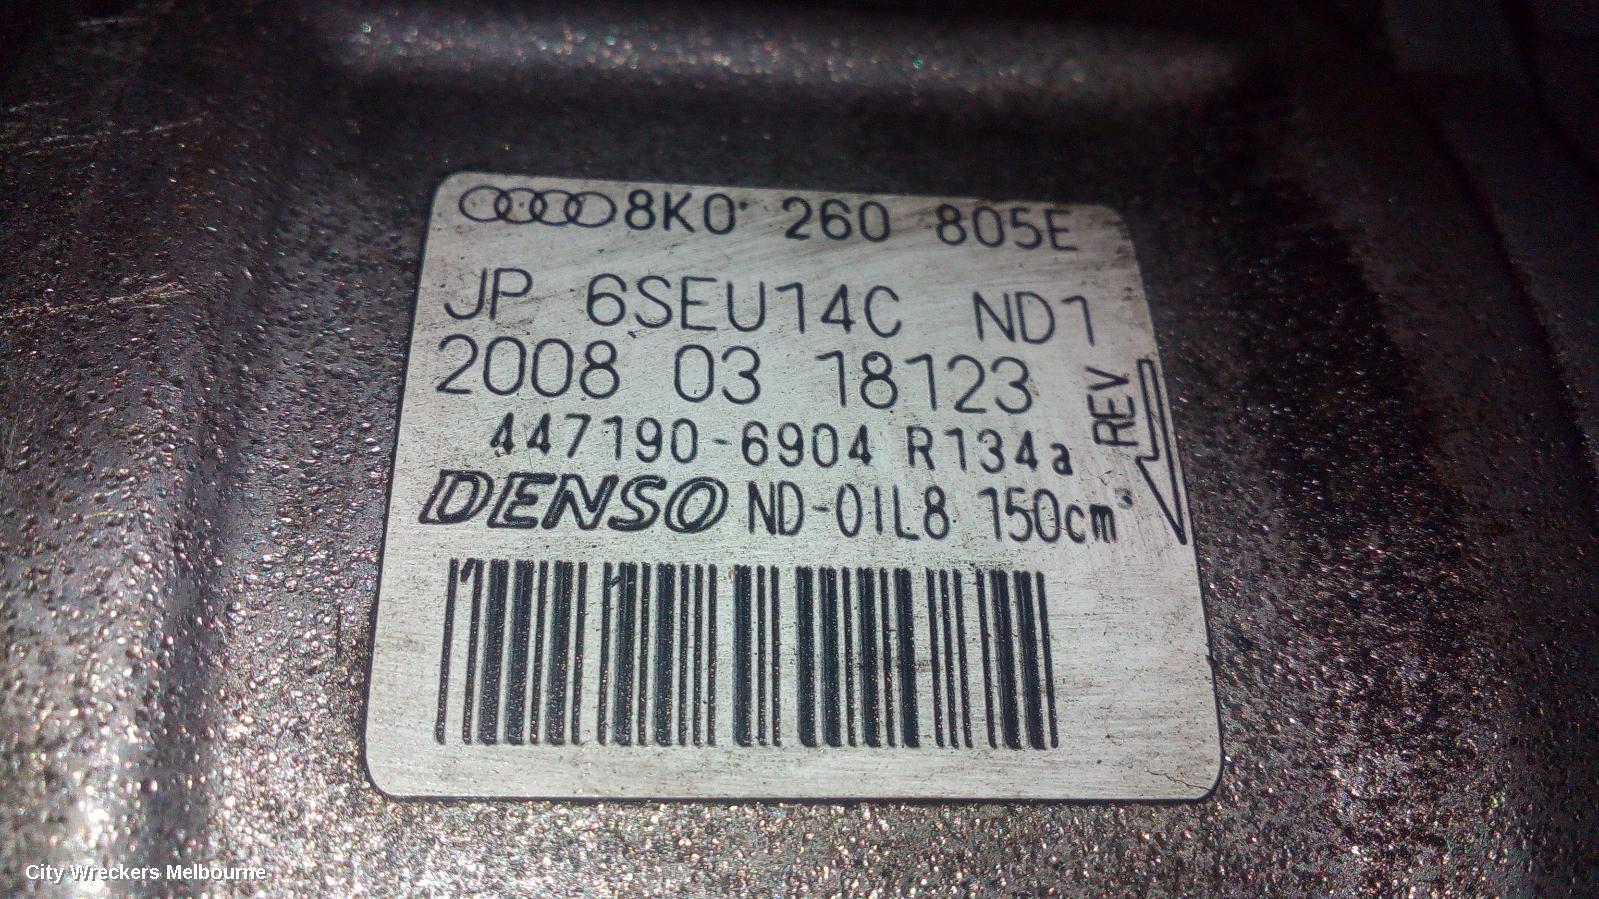 8K0 260 805E
JP 6SEU14C ND1
2008 03 18123
447190-6904 R134a
REV
DENSO ND-OIL8 150cm³
City Wreckers Melbourne